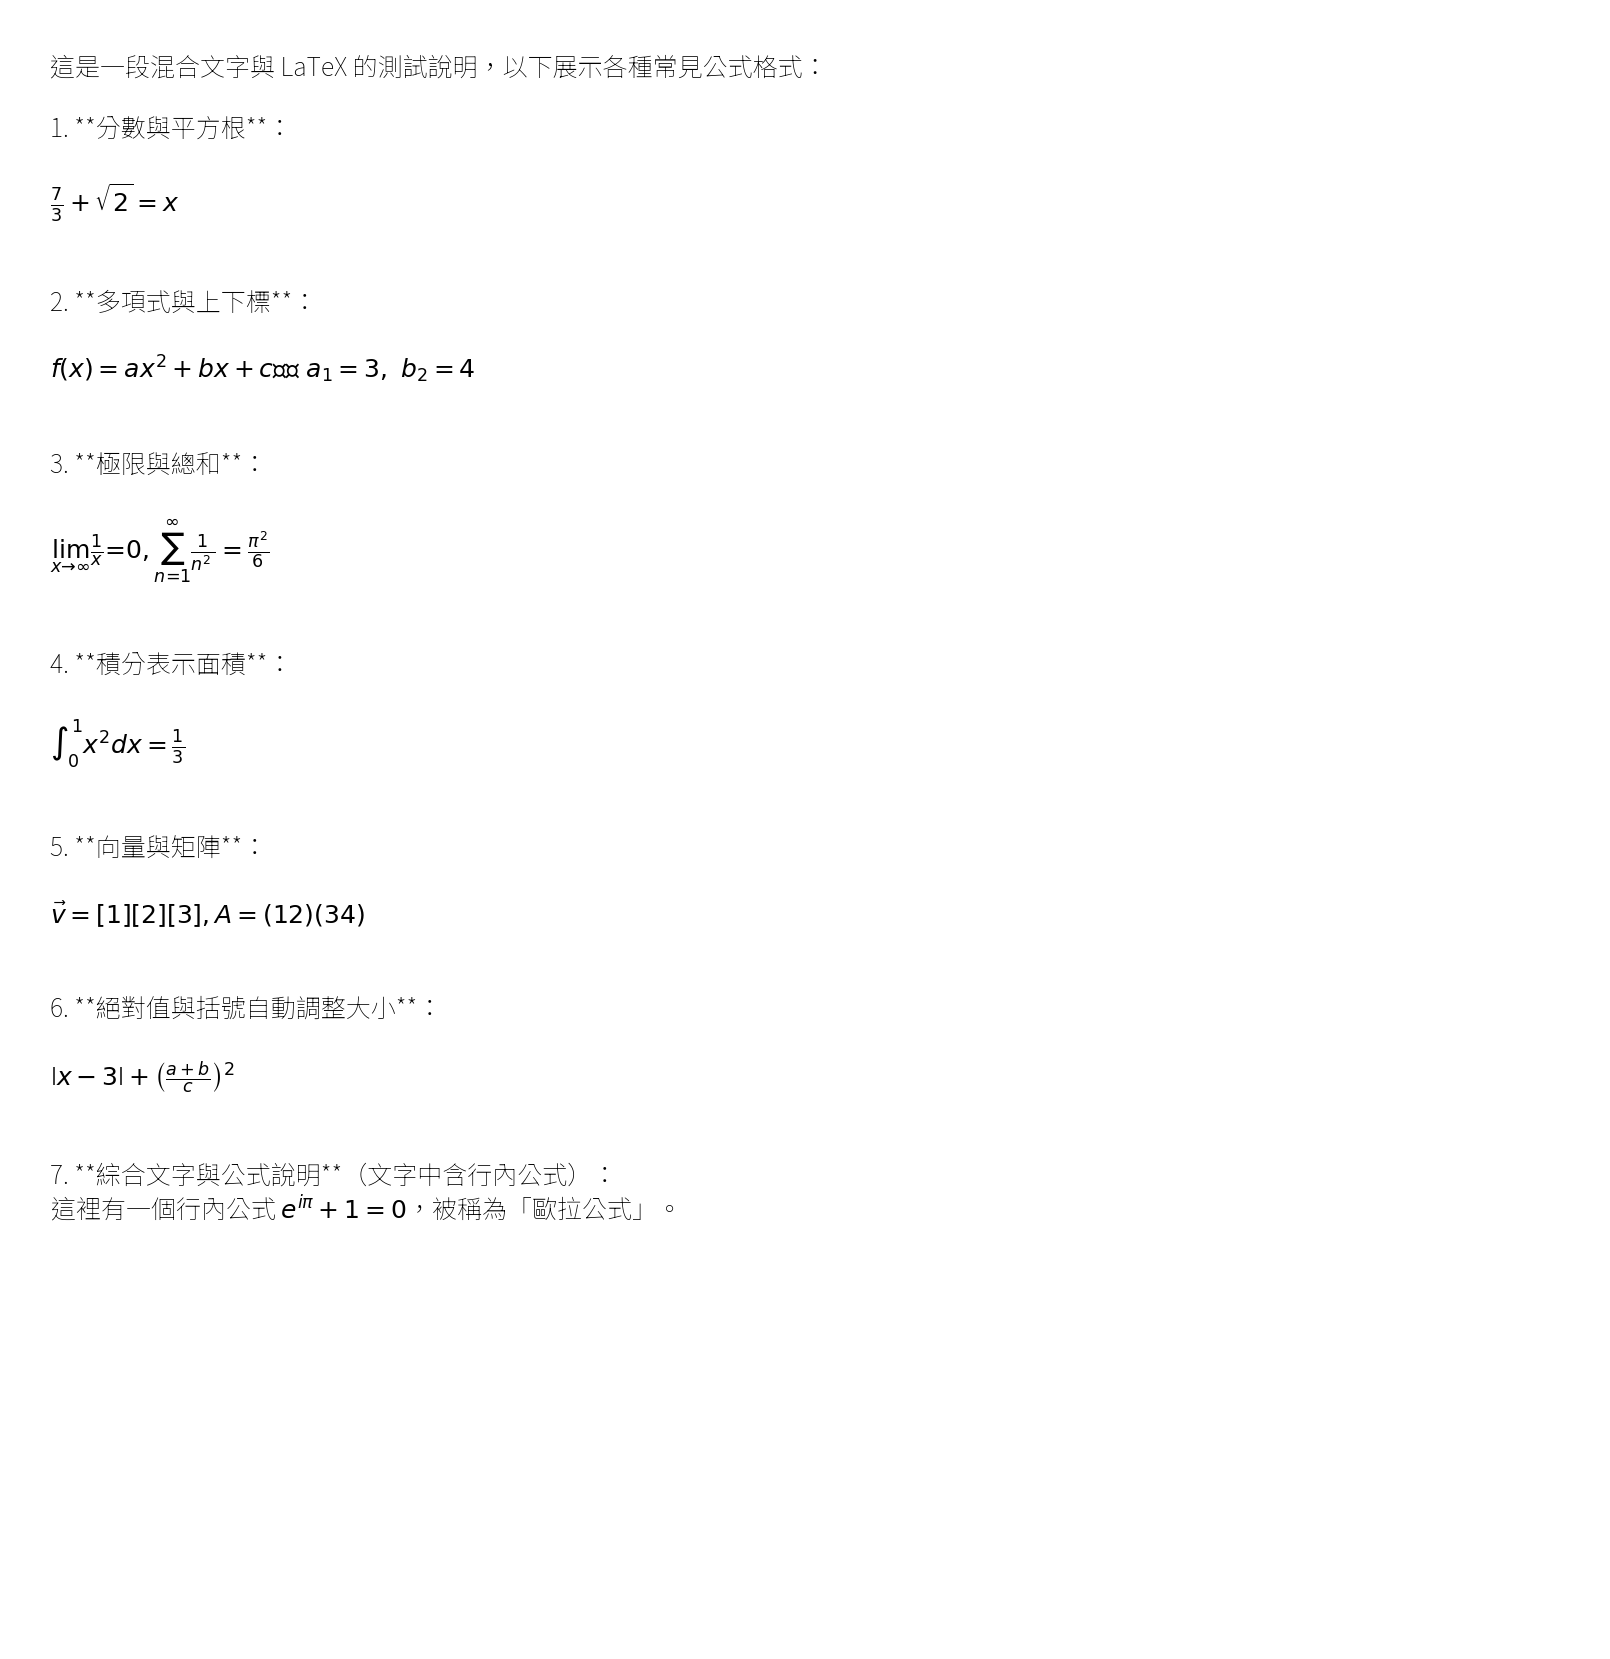 這是一段混合文字與 LaTeX 的測試說明，以下展示各種常見公式格式：
1. **分數與平方根**：
$\frac{7}{3} + \sqrt{2} = x$
2. **多項式與上下標**：
$f(x) = ax^2 + bx + c$ $a_1 = 3,\ b_2 = 4$
3. **極限與總和**：
$\lim_{x \to \infty} \frac{1}{x} = 0, \sum_{n=1}^{\infty} \frac{1}{n^2} = \frac{\pi^2}{6}$
4. **積分表示面積**：
$\int_0^1 x^2 dx = \frac{1}{3}$
5. **向量與矩陣**：
$\vec{v} = [1][2][3], A = (12)(34)$
6. **絕對值與括號自動調整大小**：
$|x - 3| + \left(\frac{a+b}{c}\right)^2$
7. **綜合文字與公式說明**（文字中含行內公式）：
這裡有一個行內公式 $e^{i\pi} + 1 = 0$，被稱為「歐拉公式」。